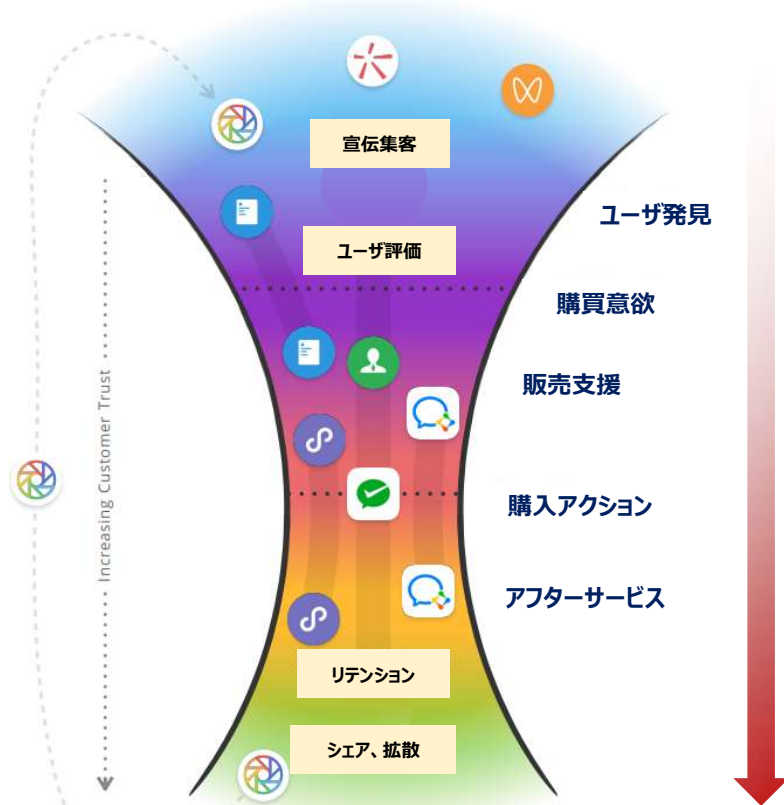 宣伝集客
ユーザ発見
ユーザ評価
購買意欲
販売支援
Increasing Customer Trust
購入アクション
アフターサービス
リテンション
シェア、拡散